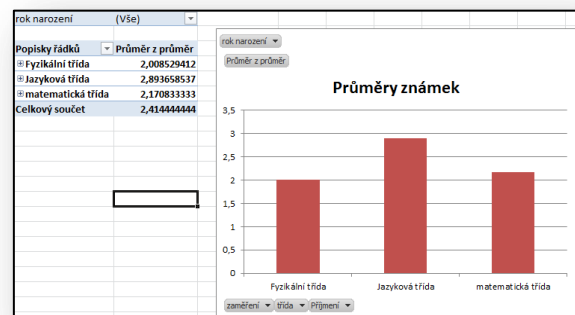 rok narození (Vše)
Popisky řádků Průměr z průměr
Fyzikální třída 2,008529412
Jazyková třída 2,893658537
matematická třída 2,170833333
Celkový součet 2,414444444
rok narození
Průměr z průměr
Průměry známek
3,5
3
2,5
2
1,5
1
0,5
0
Fyzikální třída Jazyková třída matematická třída
zaměření třída Příjmení